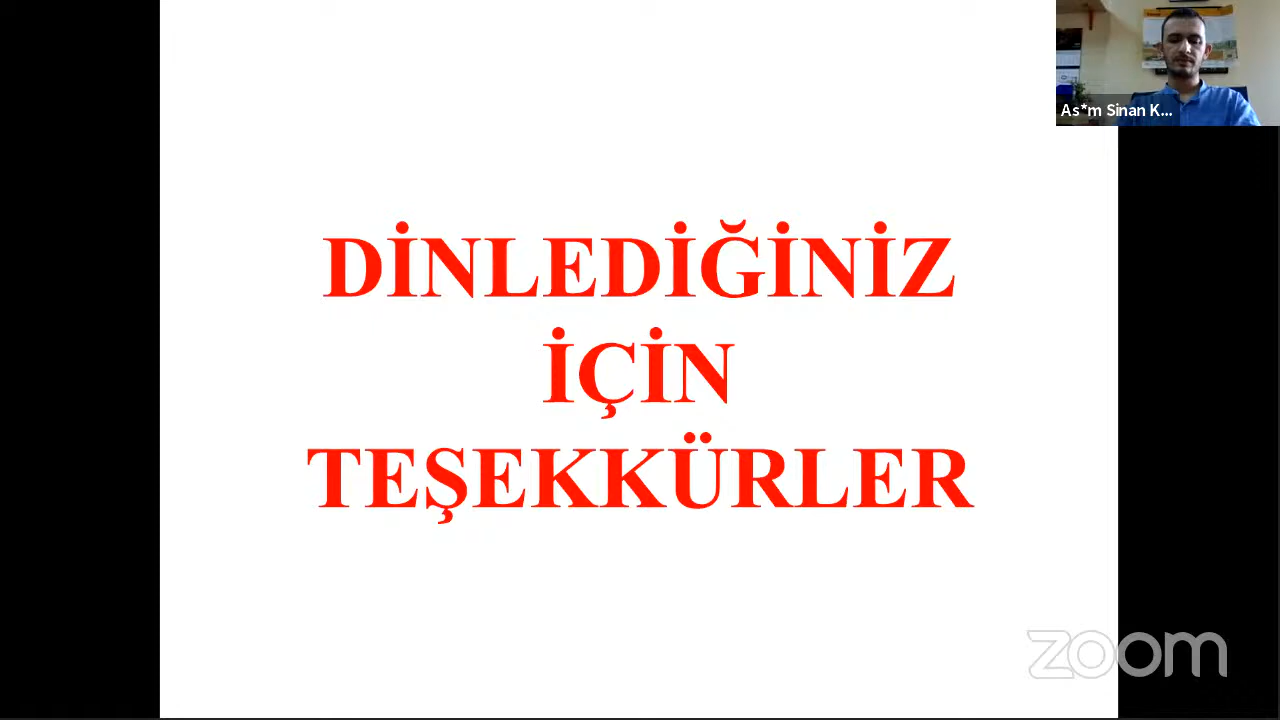 As*m Sinan K...
DİNLEDİĞİNİZ
İÇİN
TEŞEKKÜRLER
zoom